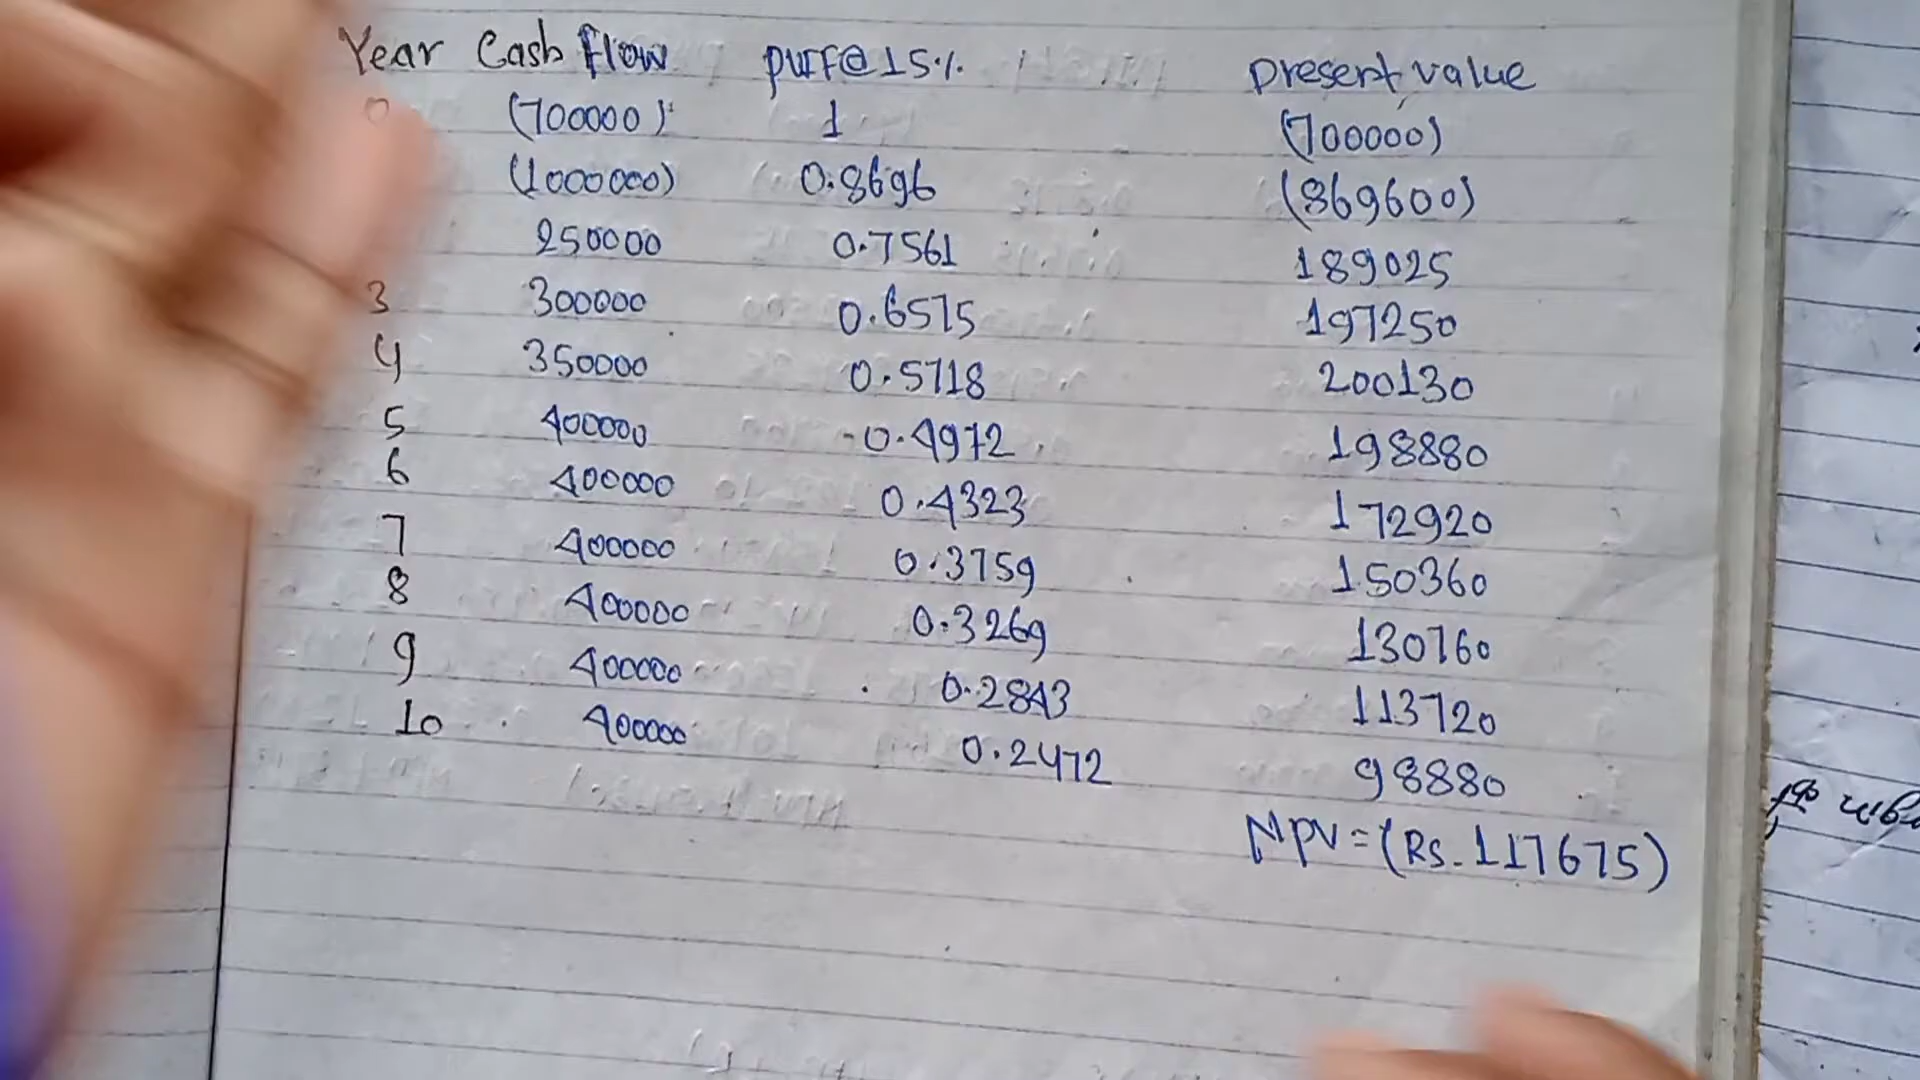 Year Cash flow pvff@15% Present value
0 (700000) 1 (700000)
(1000000) 0.8696 (869600)
250000 0.7561 189025
3 300000 0.6575 197250
4 350000 0.5718 200130
5 400000 0.4972 198880
6 400000 0.4323 172920
7 400000 0.3759 150360
8 400000 0.3269 130760
9 400000 0.2843 113720
10 400000 0.2472 98880
NPV = (Rs. 117675)